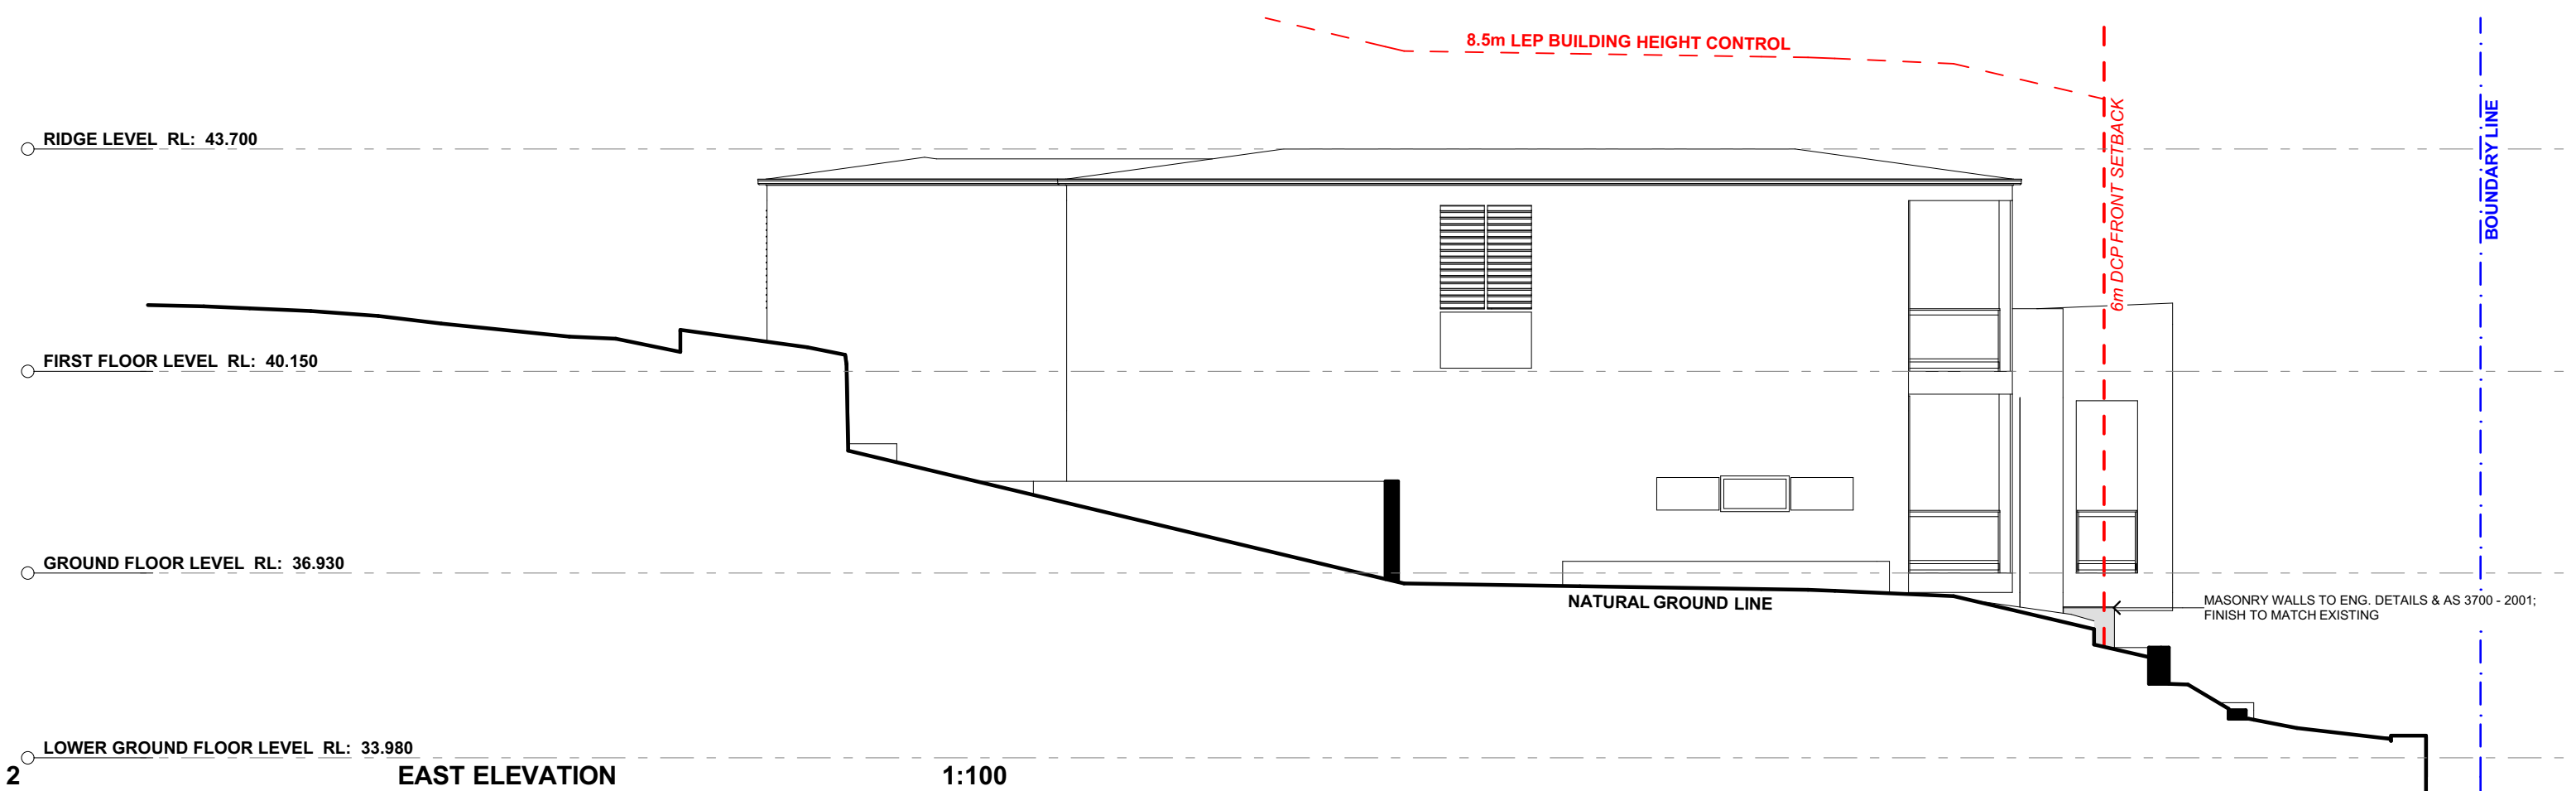 8.5m LEP BUILDING HEIGHT CONTROL
RIDGE LEVEL RL: 43.700
6m DCP FRONT SETBACK
BOUNDARY LINE
FIRST FLOOR LEVEL RL: 40.150
GROUND FLOOR LEVEL RL: 36.930
NATURAL GROUND LINE
MASONRY WALLS TO ENG. DETAILS & AS 3700 - 2001;
FINISH TO MATCH EXISTING
LOWER GROUND FLOOR LEVEL RL: 33.980
2 EAST ELEVATION 1:100